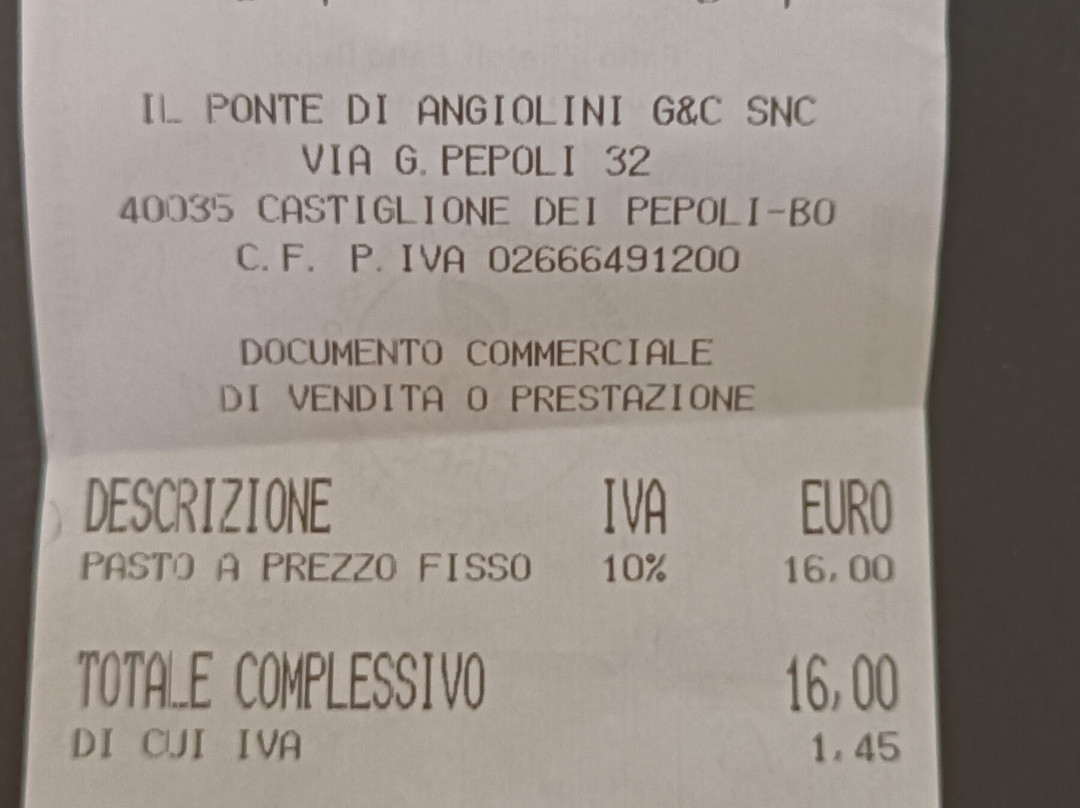 IL PONTE DI ANGIOLINI G&C SNC
VIA G. PEPOLI 32
40035 CASTIGLIONE DEI PEPOLI-BO
C.F. P.IVA 02666491200
DOCUMENTO COMMERCIALE
DI VENDITA O PRESTAZIONE
DESCRIZIONE IVA EURO
PASTO A PREZZO FISSO 10% 16,00
TOTALE COMPLESSIVO 16,00
DI CUI IVA 1,45